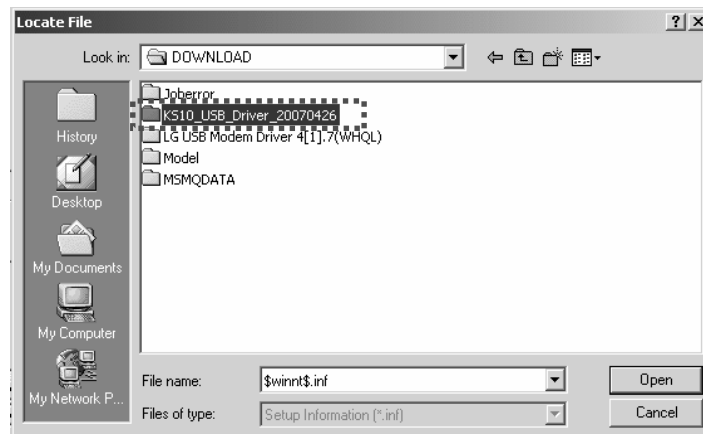 Locate File
Look in: DOWNLOAD
Joberror
KS10_USB_Driver_20070426
LG USB Modem Driver 4[1].7(WHQL)
Model
MSMQDATA
History
Desktop
My Documents
My Computer
My Network P...
File name: $winnt$.inf Open
Files of type: Setup Information (*.inf) Cancel